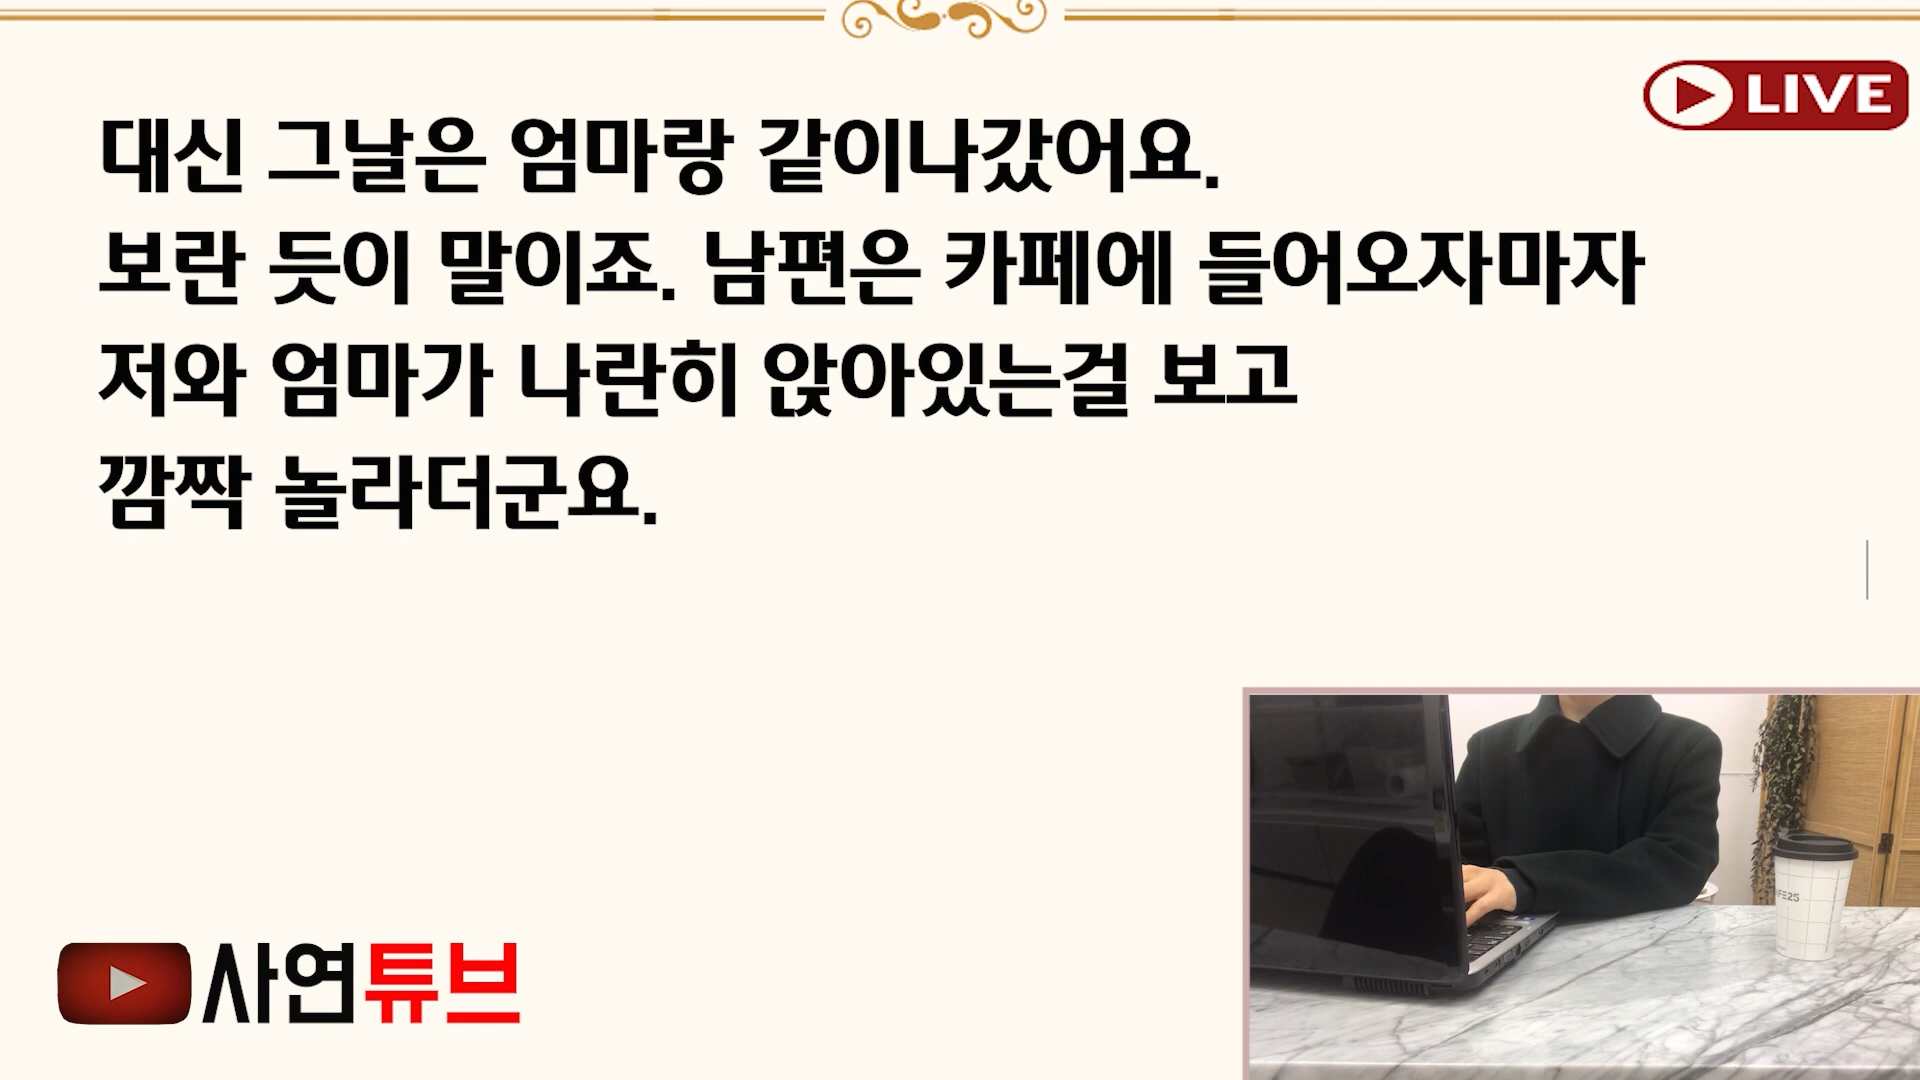 LIVE
대신 그날은 엄마랑 같이나갔어요.
보란 듯이 말이죠. 남편은 카페에 들어오자마자
저와 엄마가 나란히 앉아있는걸 보고
깜짝 놀라더군요.
사연튜브